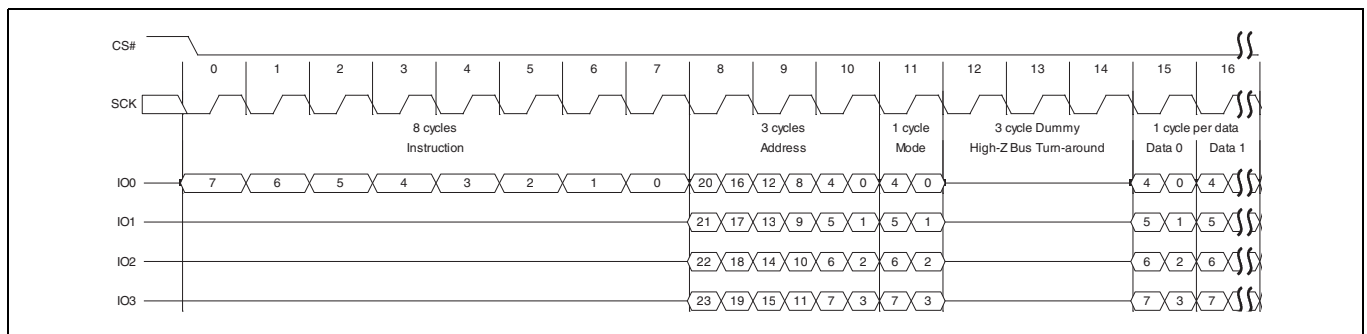 CS#
0 1 2 3 4 5 6 7 8 9 10 11 12 13 14 15 16
SCK
8 cycles 3 cycles 1 cycle 3 cycle Dummy 1 cycle per data
Instruction Address Mode High-Z Bus Turn-around Data 0 Data 1
IO0 7 6 5 4 3 2 1 0 20 16 12 8 4 0 4 0 4 0 4
IO1 21 17 13 9 5 1 5 1 5 1 5
IO2 22 18 14 10 6 2 6 2 6 2 6
IO3 23 19 15 11 7 3 7 3 7 3 7